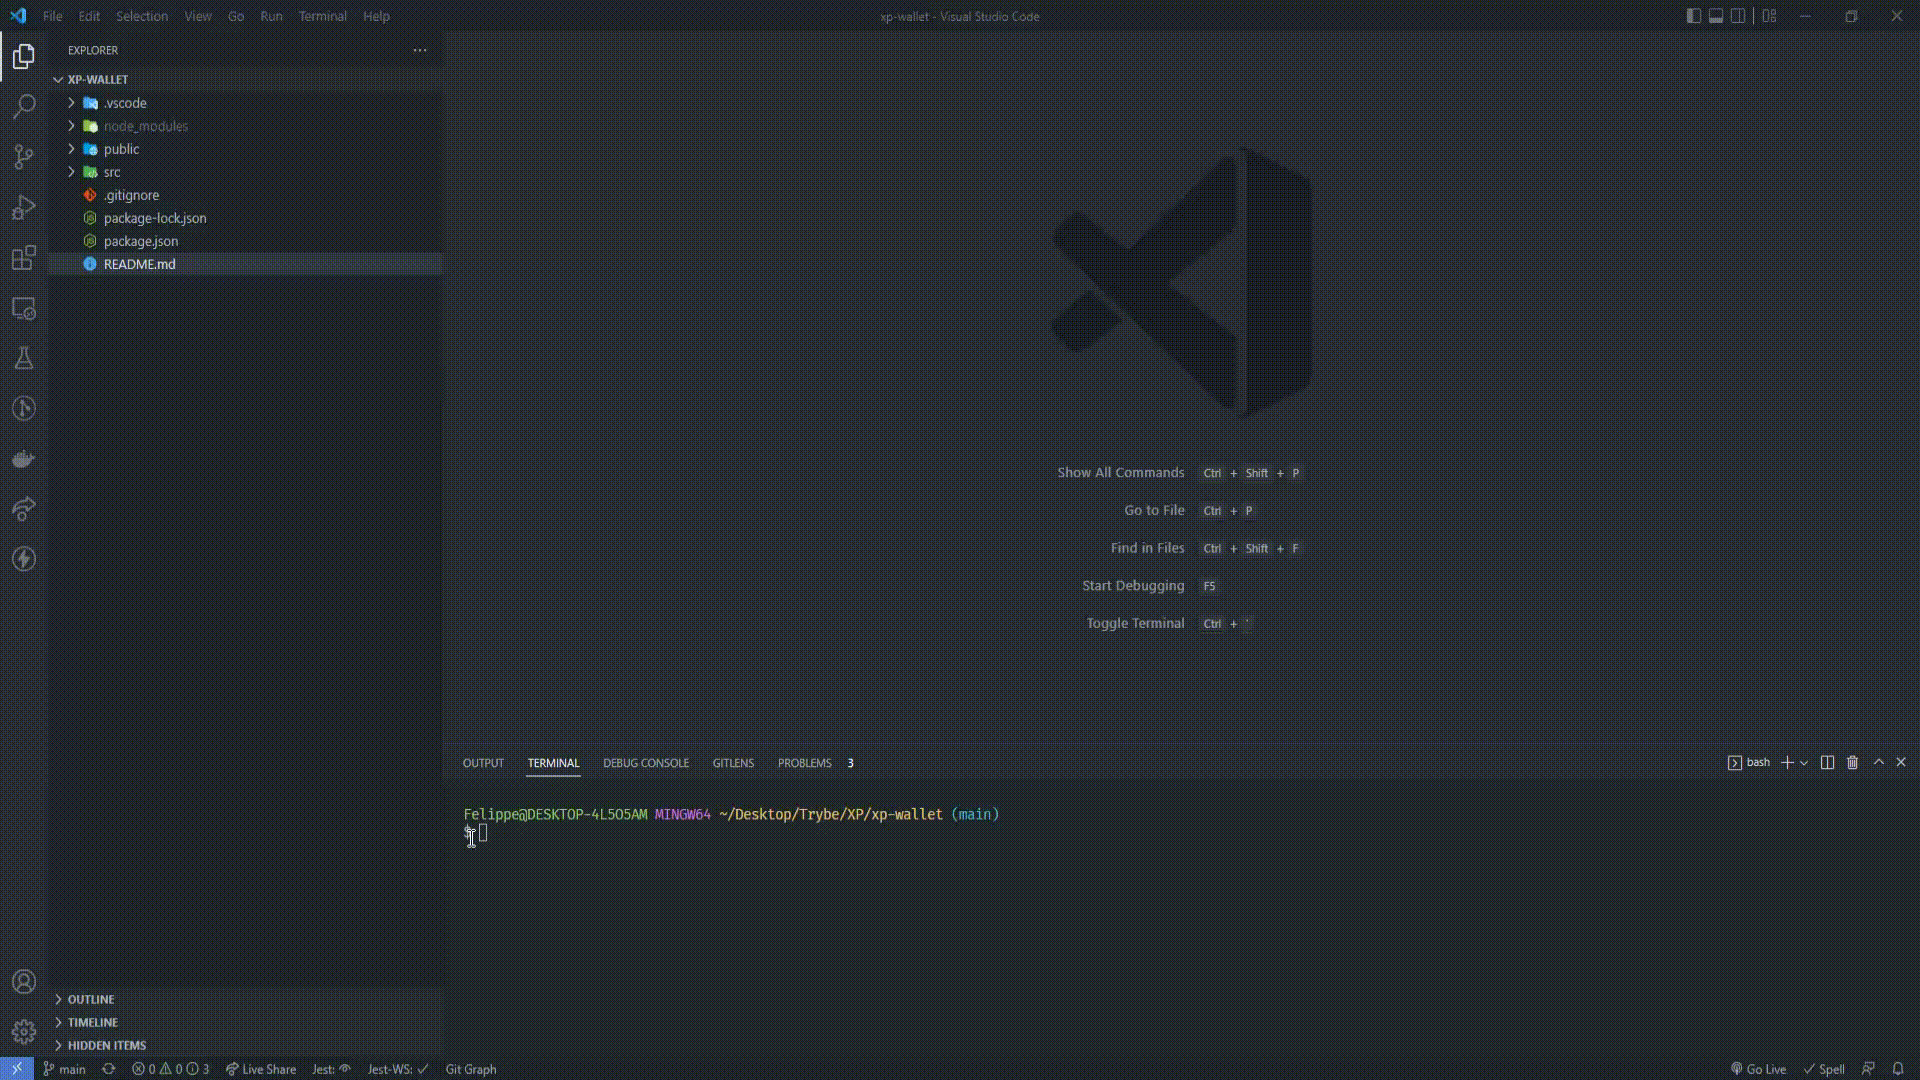 File Edit Selection View Go Run Terminal Help
xp-wallet - Visual Studio Code
EXPLORER
XP-WALLET
.vscode
node_modules
public
src
.gitignore
package-lock.json
package.json
README.md
Show All Commands Ctrl + Shift + P
Go to File Ctrl + P
Find in Files Ctrl + Shift + F
Start Debugging F5
Toggle Terminal Ctrl + `
OUTPUT TERMINAL DEBUG CONSOLE GITLENS PROBLEMS 3
bash
Felippe@DESKTOP-4L5O5AM MINGW64 ~/Desktop/Trybe/XP/xp-wallet (main)
$
OUTLINE
TIMELINE
HIDDEN ITEMS
main 0 0 3 Live Share Jest: Jest-WS: Git Graph
Go Live Spell